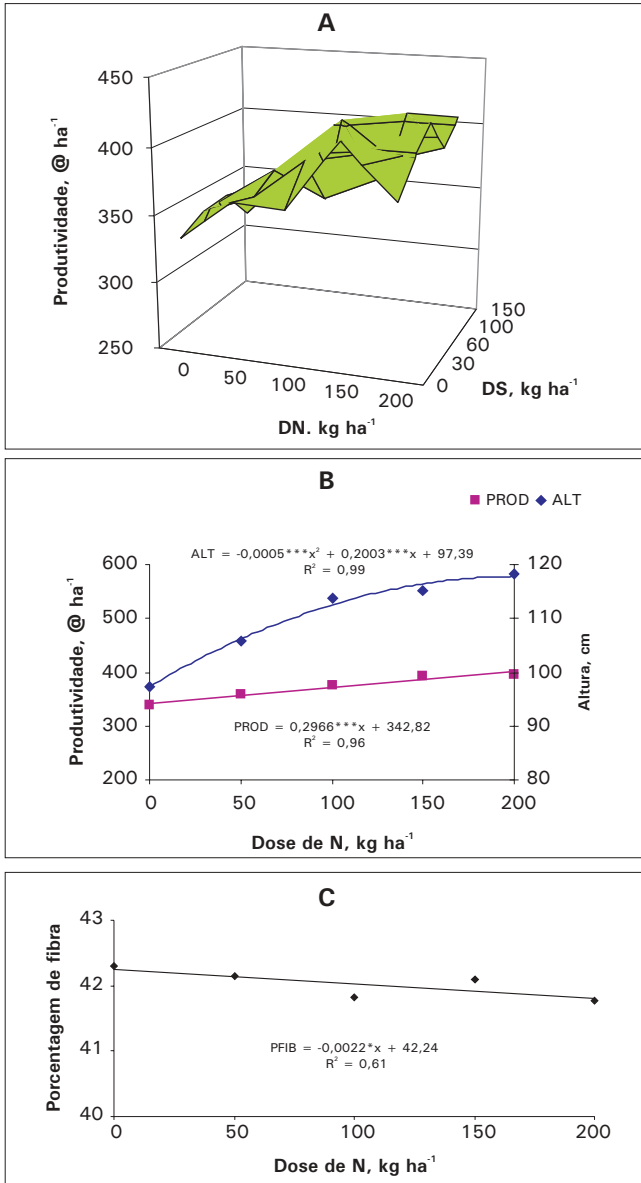 A
Produtividade, @ ha⁻¹
450
400
350
300
250
0
50
100
150
200
DN. kg ha⁻¹
0
30
60
100
150
DS, kg ha⁻¹
B
PROD ALT
ALT = -0,0005***x² + 0,2003***x + 97,39
R² = 0,99
PROD = 0,2966***x + 342,82
R² = 0,96
Produtividade, @ ha⁻¹
600
500
400
300
200
120
110
100
90
80
Altura, cm
0 50 100 150 200
Dose de N, kg ha⁻¹
C
Porcentagem de fibra
43
42
41
40
PFIB = -0,0022*x + 42,24
R² = 0,61
0 50 100 150 200
Dose de N, kg ha⁻¹